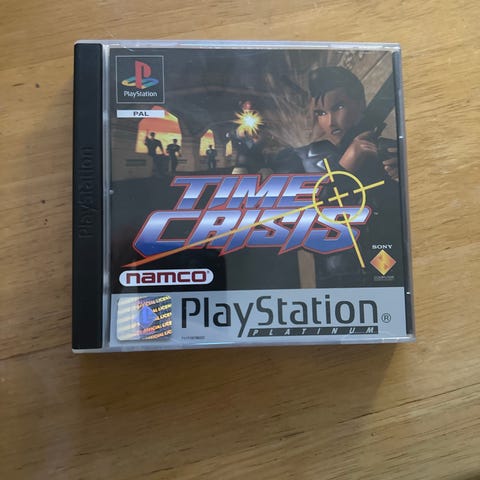 PlayStation
PAL
PlayStation
TIME
CRISIS
SONY
namco
PlayStation®
PLATINUM